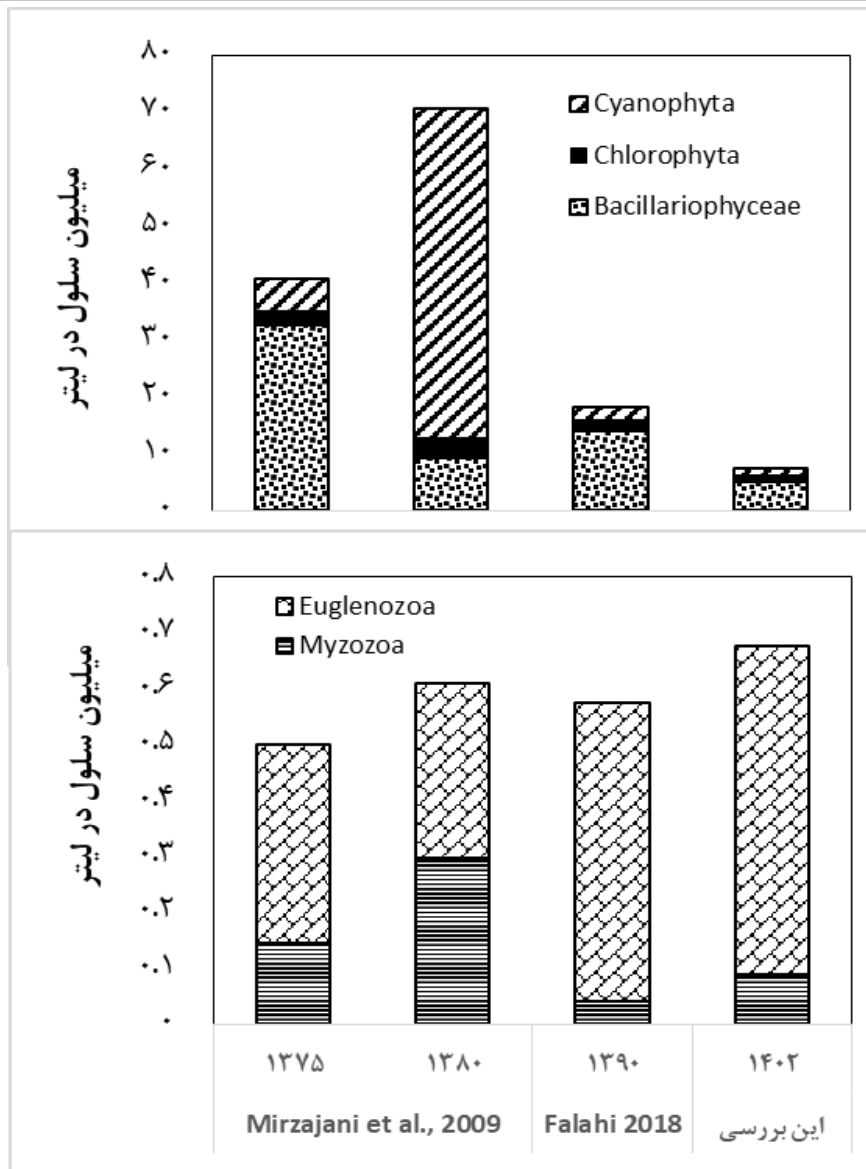 میلیون سلول در لیتر
۸۰
۷۰
۶۰
۵۰
۴۰
۳۰
۲۰
۱۰
۰
Cyanophyta
Chlorophyta
Bacillariophyceae
میلیون سلول در لیتر
۰.۸
۰.۷
۰.۶
۰.۵
۰.۴
۰.۳
۰.۲
۰.۱
۰
Euglenozoa
Myzozoa
۱۳۷۵ ۱۳۸۰ ۱۳۹۰ ۱۴۰۲
Mirzajani et al., 2009 Falahi 2018 این بررسی